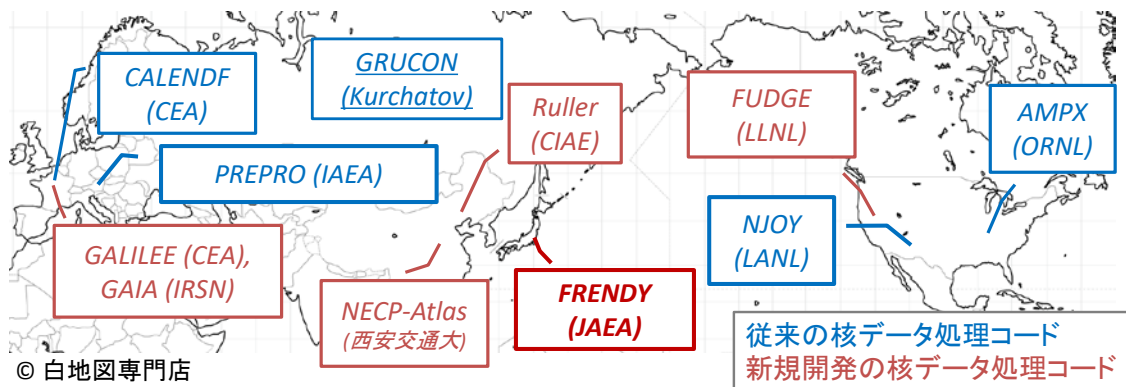 CALENDF
(CEA)
GRUCON
(Kurchatov)
Ruller
(CIAE)
FUDGE
(LLNL)
AMPX
(ORNL)
PREPRO (IAEA)
GALILEE (CEA),
GAIA (IRSN)
NECP-Atlas
(西安交通大)
FRENDY
(JAEA)
NJOY
(LANL)
従来の核データ処理コード
新規開発の核データ処理コード
© 白地図専門店